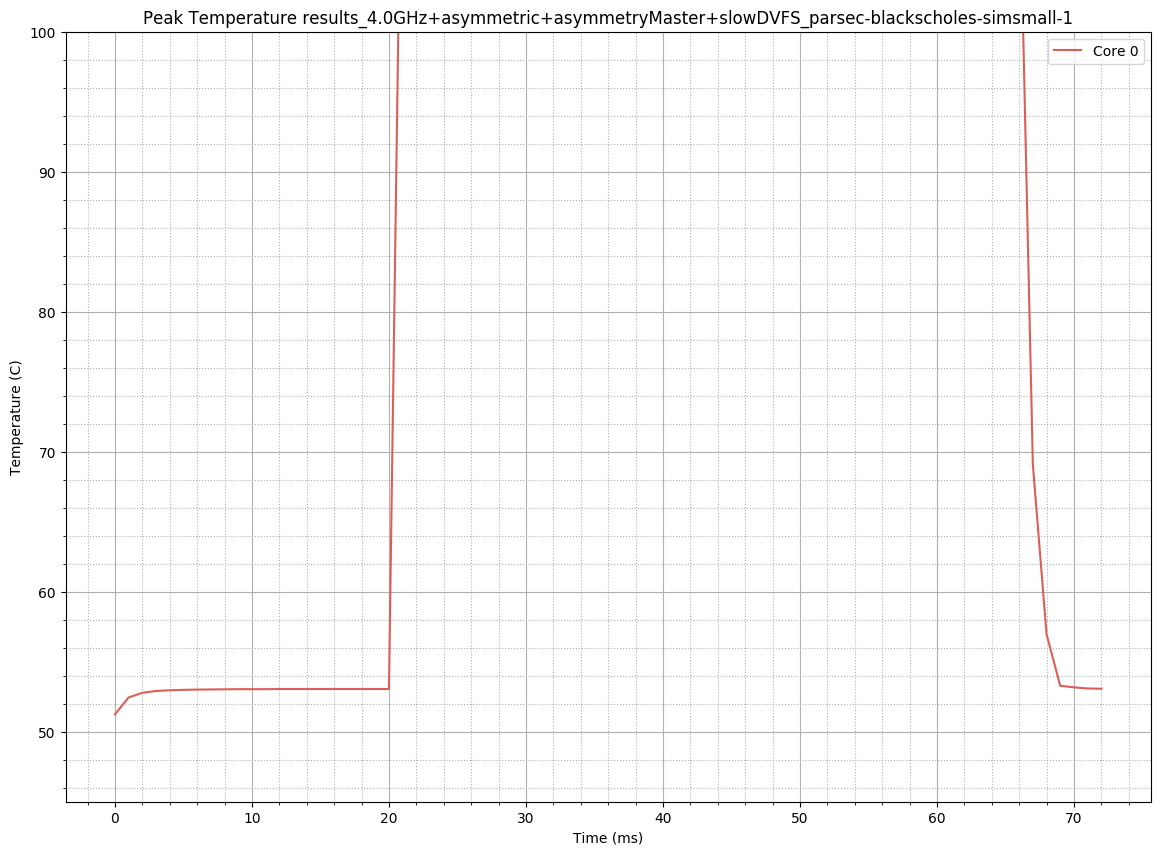 Peak Temperature results_4.0GHz+asymmetric+asymmetryMaster+slowDVFS_parsec-blackscholes-simsmall-1
Core 0
Temperature (C)
100
90
80
70
60
50
0 10 20 30 40 50 60 70
Time (ms)